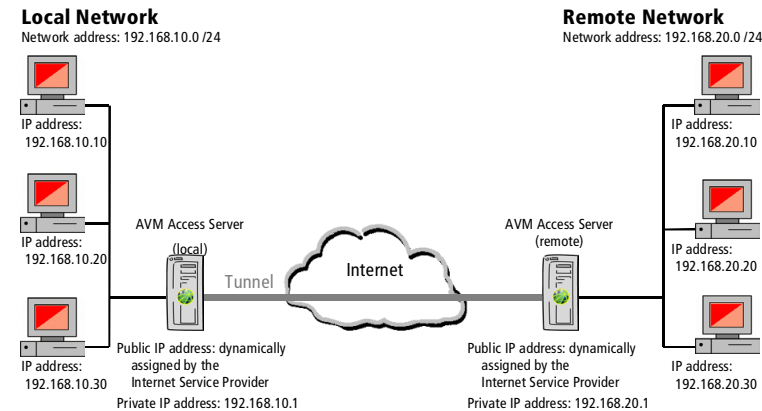 Local Network
Network address: 192.168.10.0 /24
IP address:
192.168.10.10
IP address:
192.168.10.20
IP address:
192.168.10.30
AVM Access Server
(local)
Public IP address: dynamically
assigned by the
Internet Service Provider
Private IP address: 192.168.10.1
Tunnel
Internet
Remote Network
Network address: 192.168.20.0 /24
AVM Access Server
(remote)
Public IP address: dynamically
assigned by the
Internet Service Provider
Private IP address: 192.168.20.1
IP address:
192.168.20.10
IP address:
192.168.20.20
IP address:
192.168.20.30